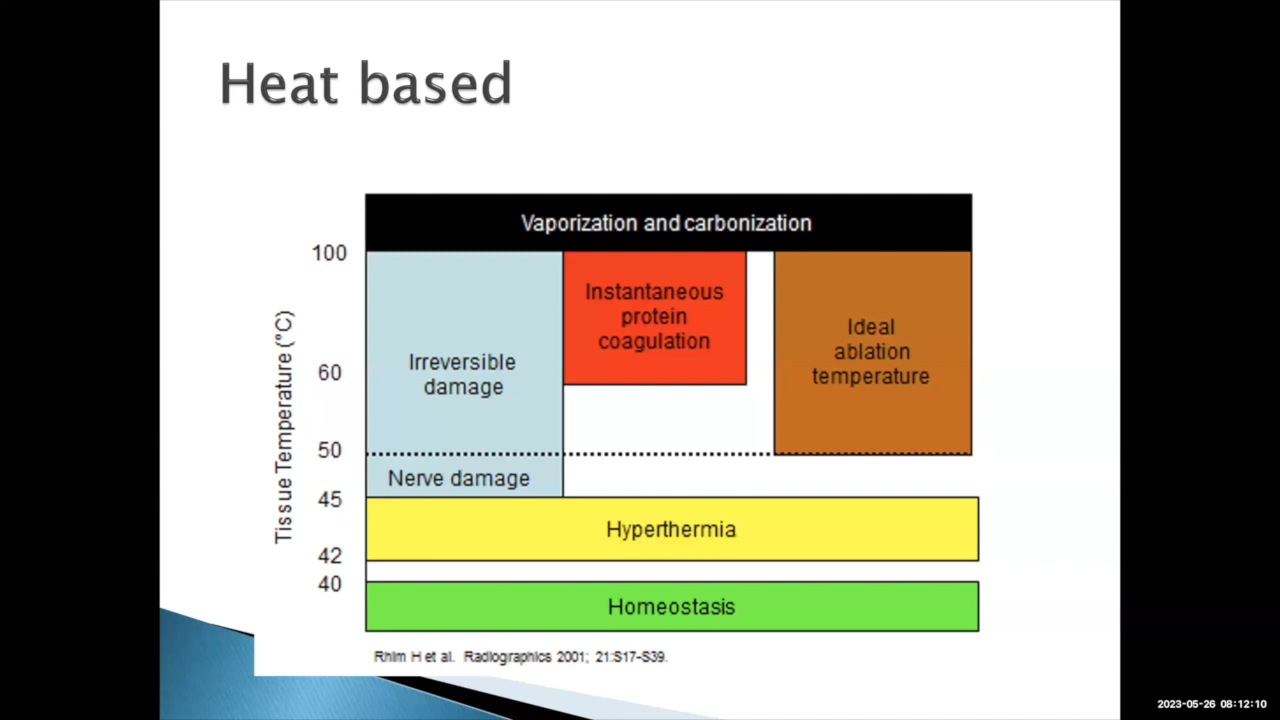 Heat based
Vaporization and carbonization
100
Instantaneous
protein
coagulation
Ideal
ablation
temperature
Irreversible
damage
60
50
Nerve damage
45
Hyperthermia
42
40
Homeostasis
Tissue Temperature (°C)
Rhim H et al. Radiographics 2001; 21:S17-S39.
2023-05-26 08:12:10